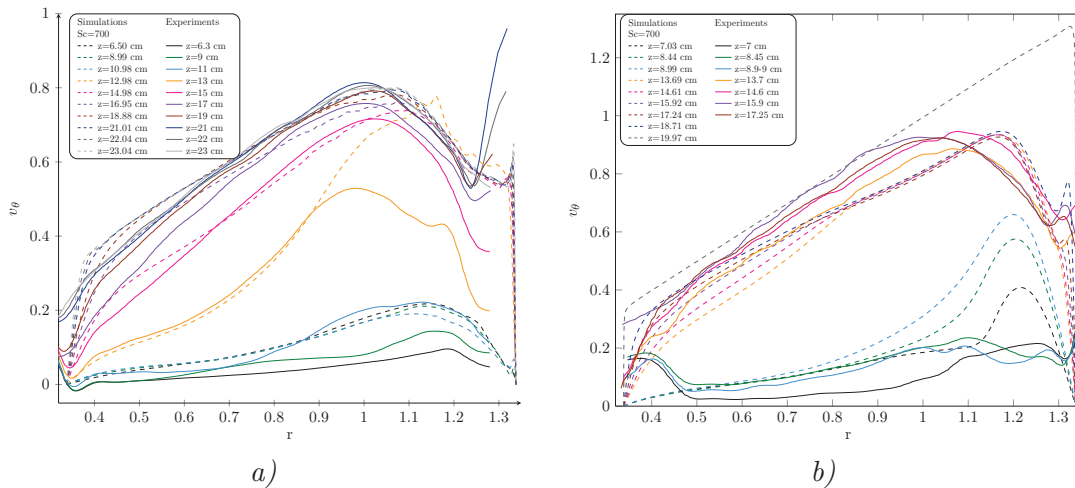 Simulations Experiments
Sc=700
z=6.50 cm z=6.3 cm
z=8.99 cm z=9 cm
z=10.98 cm z=11 cm
z=12.98 cm z=13 cm
z=14.98 cm z=15 cm
z=16.95 cm z=17 cm
z=18.88 cm z=19 cm
z=21.01 cm z=21 cm
z=22.04 cm z=22 cm
z=23.04 cm z=23 cm
1
0.8
0.6
0.4
0.2
0
v_θ
0.4 0.5 0.6 0.7 0.8 0.9 1 1.1 1.2 1.3
r
a)
Simulations Experiments
Sc=700
z=7.03 cm z=7 cm
z=8.44 cm z=8.45 cm
z=8.99 cm z=8.9-9 cm
z=13.69 cm z=13.7 cm
z=14.61 cm z=14.6 cm
z=15.92 cm z=15.9 cm
z=17.24 cm z=17.25 cm
z=18.71 cm
z=19.97 cm
1.2
1
0.8
0.6
0.4
0.2
0
v_θ
0.4 0.5 0.6 0.7 0.8 0.9 1 1.1 1.2 1.3
r
b)